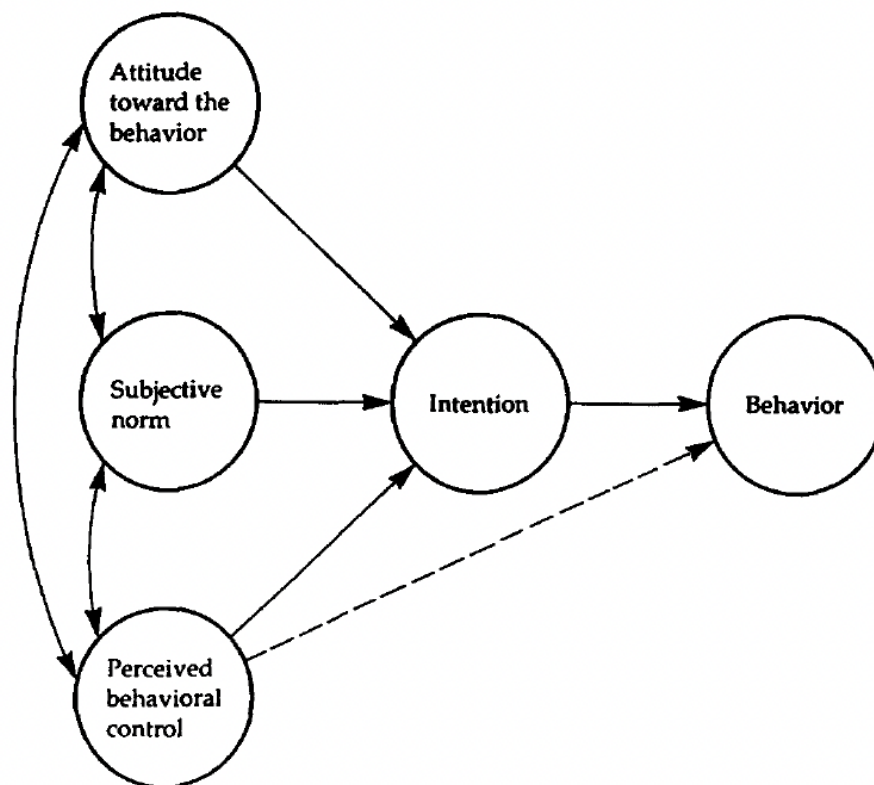 Attitude
toward the
behavior
Subjective
norm
Intention
Behavior
Perceived
behavioral
control